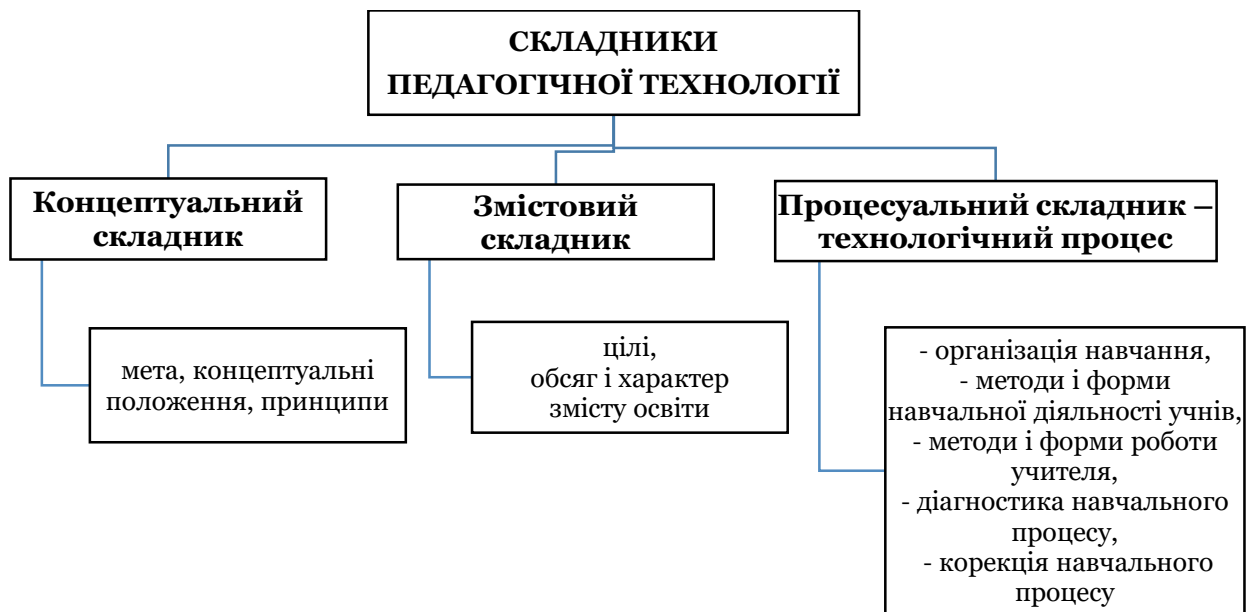 СКЛАДНИКИ
ПЕДАГОГІЧНОЇ ТЕХНОЛОГІЇ
Концептуальний
складник
мета, концептуальні
положення, принципи
Змістовий
складник
цілі,
обсяг і характер
змісту освіти
Процесуальний складник –
технологічний процес
- організація навчання,
- методи і форми
навчальної діяльності учнів,
- методи і форми роботи
учителя,
- діагностика навчального
процесу,
- корекція навчального
процесу